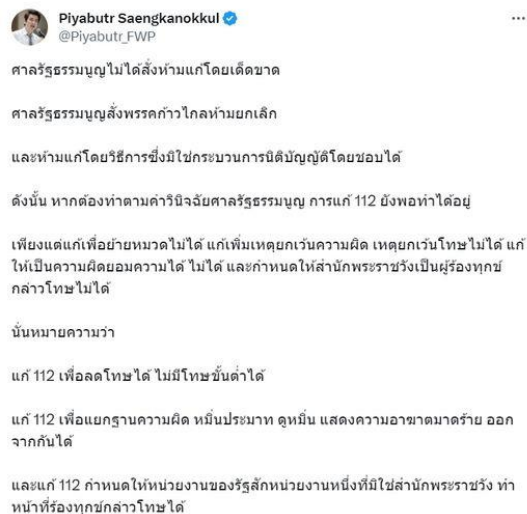 Piyabutr Saengkanokkul
@Piyabutr_FWP
ศาลรัฐธรรมนูญไม่ได้สั่งห้ามแก้โดยเด็ดขาด
ศาลรัฐธรรมนูญสั่งพรรคก้าวไกลห้ามยกเลิก
และห้ามแก้โดยวิธีการซึ่งมิใช่กระบวนการนิติบัญญัติโดยชอบได้
ดังนั้น หากต้องทำตามคำวินิจฉัยศาลรัฐธรรมนูญ การแก้ 112 ยังพอทำได้อยู่
เพียงแต่แก้เพื่อย้ายหมวดไม่ได้ แก้เพิ่มเหตุยกเว้นความผิด เหตุยกเว้นโทษไม่ได้ แก้
ให้เป็นความผิดยอมความได้ ไม่ได้ และกำหนดให้สำนักพระราชวังเป็นผู้ร้องทุกข์
กล่าวโทษไม่ได้
นั่นหมายความว่า
แก้ 112 เพื่อลดโทษได้ ไม่มีโทษขั้นต่ำได้
แก้ 112 เพื่อแยกฐานความผิด หมิ่นประมาท ดูหมิ่น แสดงความอาฆาตมาดร้าย ออก
จากกันได้
และแก้ 112 กำหนดให้หน่วยงานของรัฐสักหน่วยงานหนึ่งที่มิใช่สำนักพระราชวัง ทำ
หน้าที่ร้องทุกข์กล่าวโทษได้